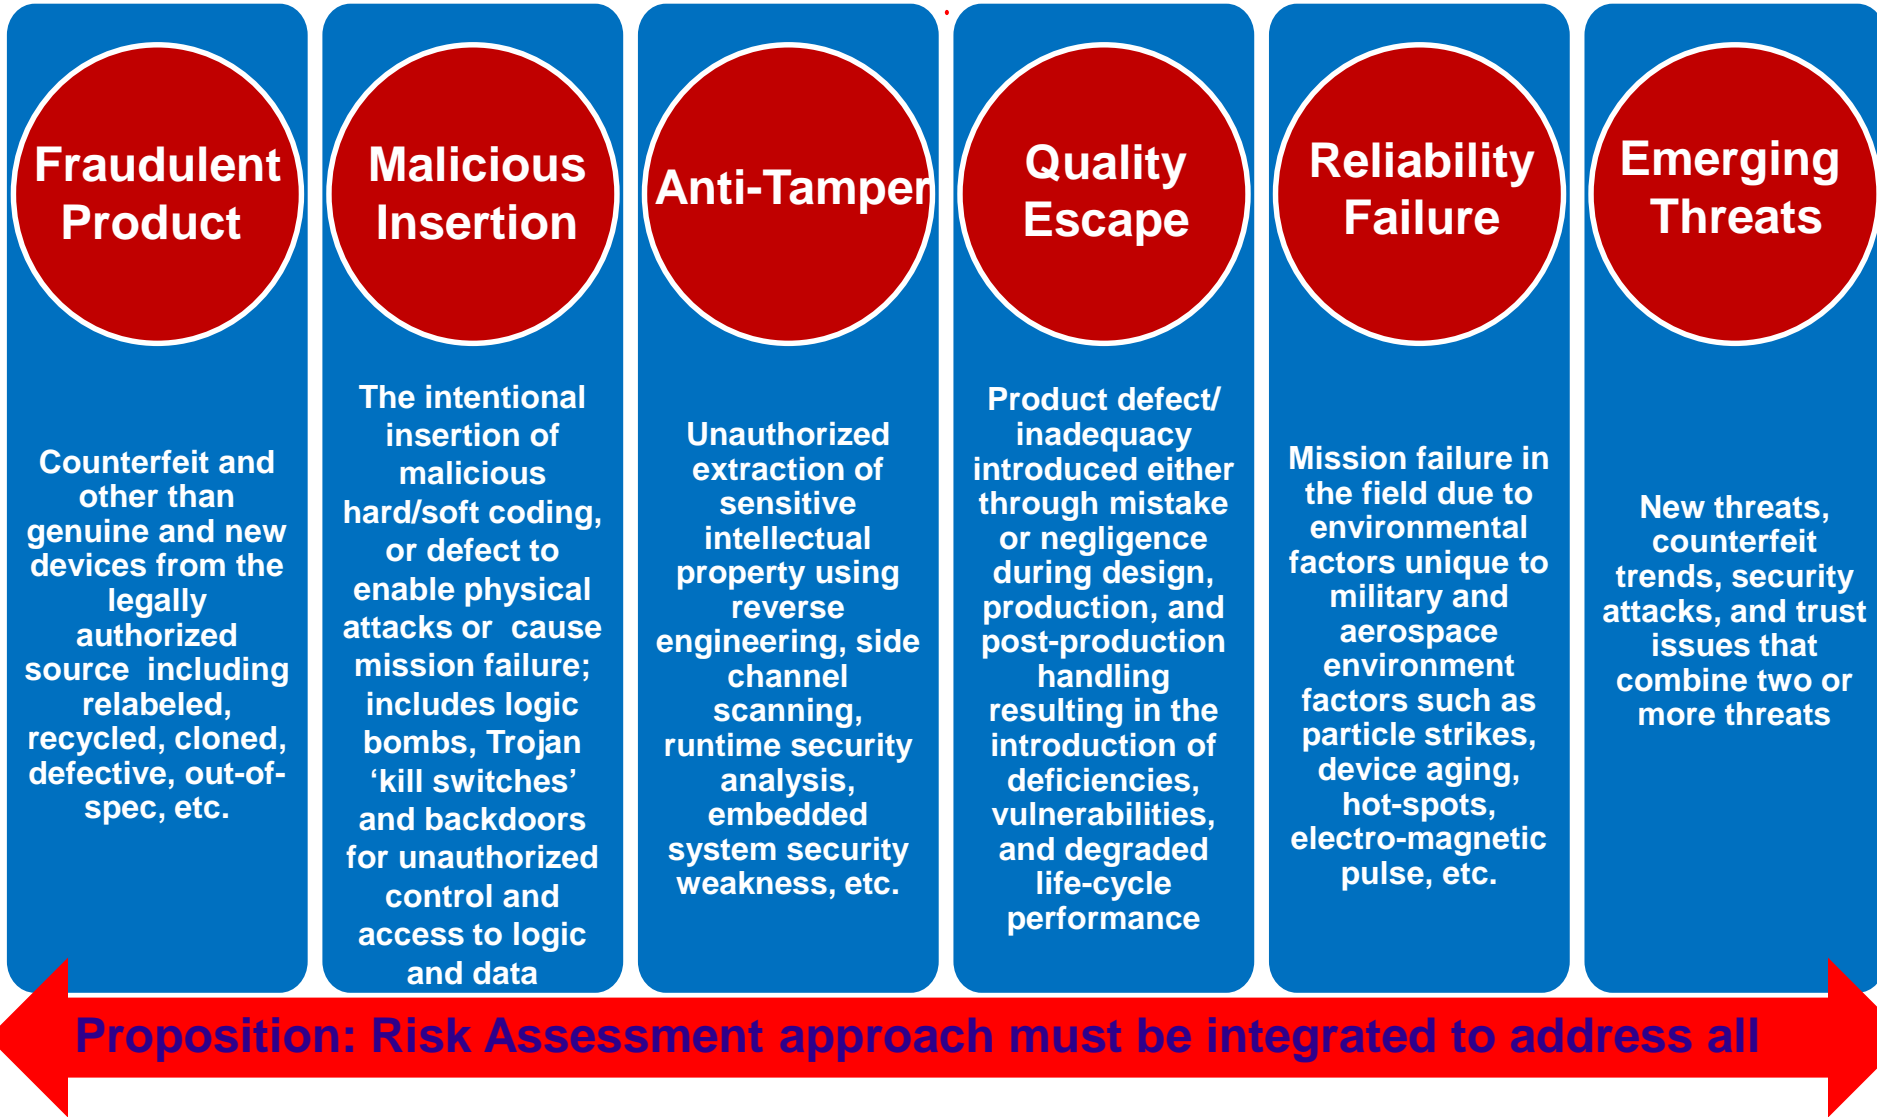 Fraudulent
Product
Counterfeit and
other than
genuine and new
devices from the
legally
authorized
source including
relabeled,
recycled, cloned,
defective, out-of-
spec, etc.
Malicious
Insertion
The intentional
insertion of
malicious
hard/soft coding,
or defect to
enable physical
attacks or cause
mission failure;
includes logic
bombs, Trojan
‘kill switches’
and backdoors
for unauthorized
control and
access to logic
and data
Anti-Tamper
Unauthorized
extraction of
sensitive
intellectual
property using
reverse
engineering, side
channel
scanning,
runtime security
analysis,
embedded
system security
weakness, etc.
Quality
Escape
Product defect/
inadequacy
introduced either
through mistake
or negligence
during design,
production, and
post-production
handling
resulting in the
introduction of
deficiencies,
vulnerabilities,
and degraded
life-cycle
performance
Reliability
Failure
Mission failure in
the field due to
environmental
factors unique to
military and
aerospace
environment
factors such as
particle strikes,
device aging,
hot-spots,
electro-magnetic
pulse, etc.
Emerging
Threats
New threats,
counterfeit
trends, security
attacks, and trust
issues that
combine two or
more threats
Proposition: Risk Assessment approach must be integrated to address all